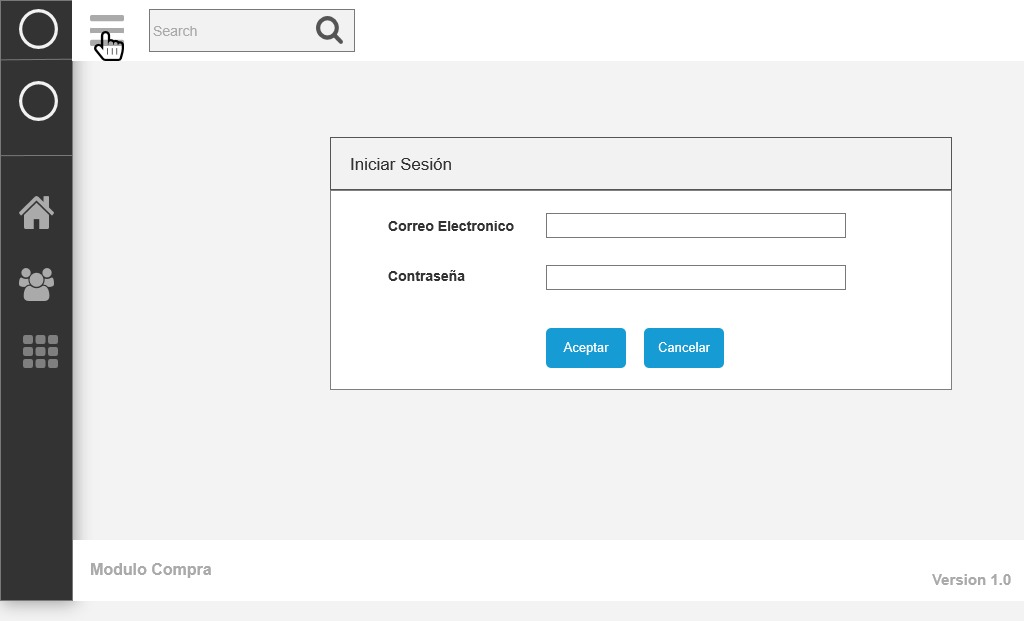 Search
Iniciar Sesión
Correo Electronico
Contraseña
Aceptar
Cancelar
Modulo Compra
Version 1.0